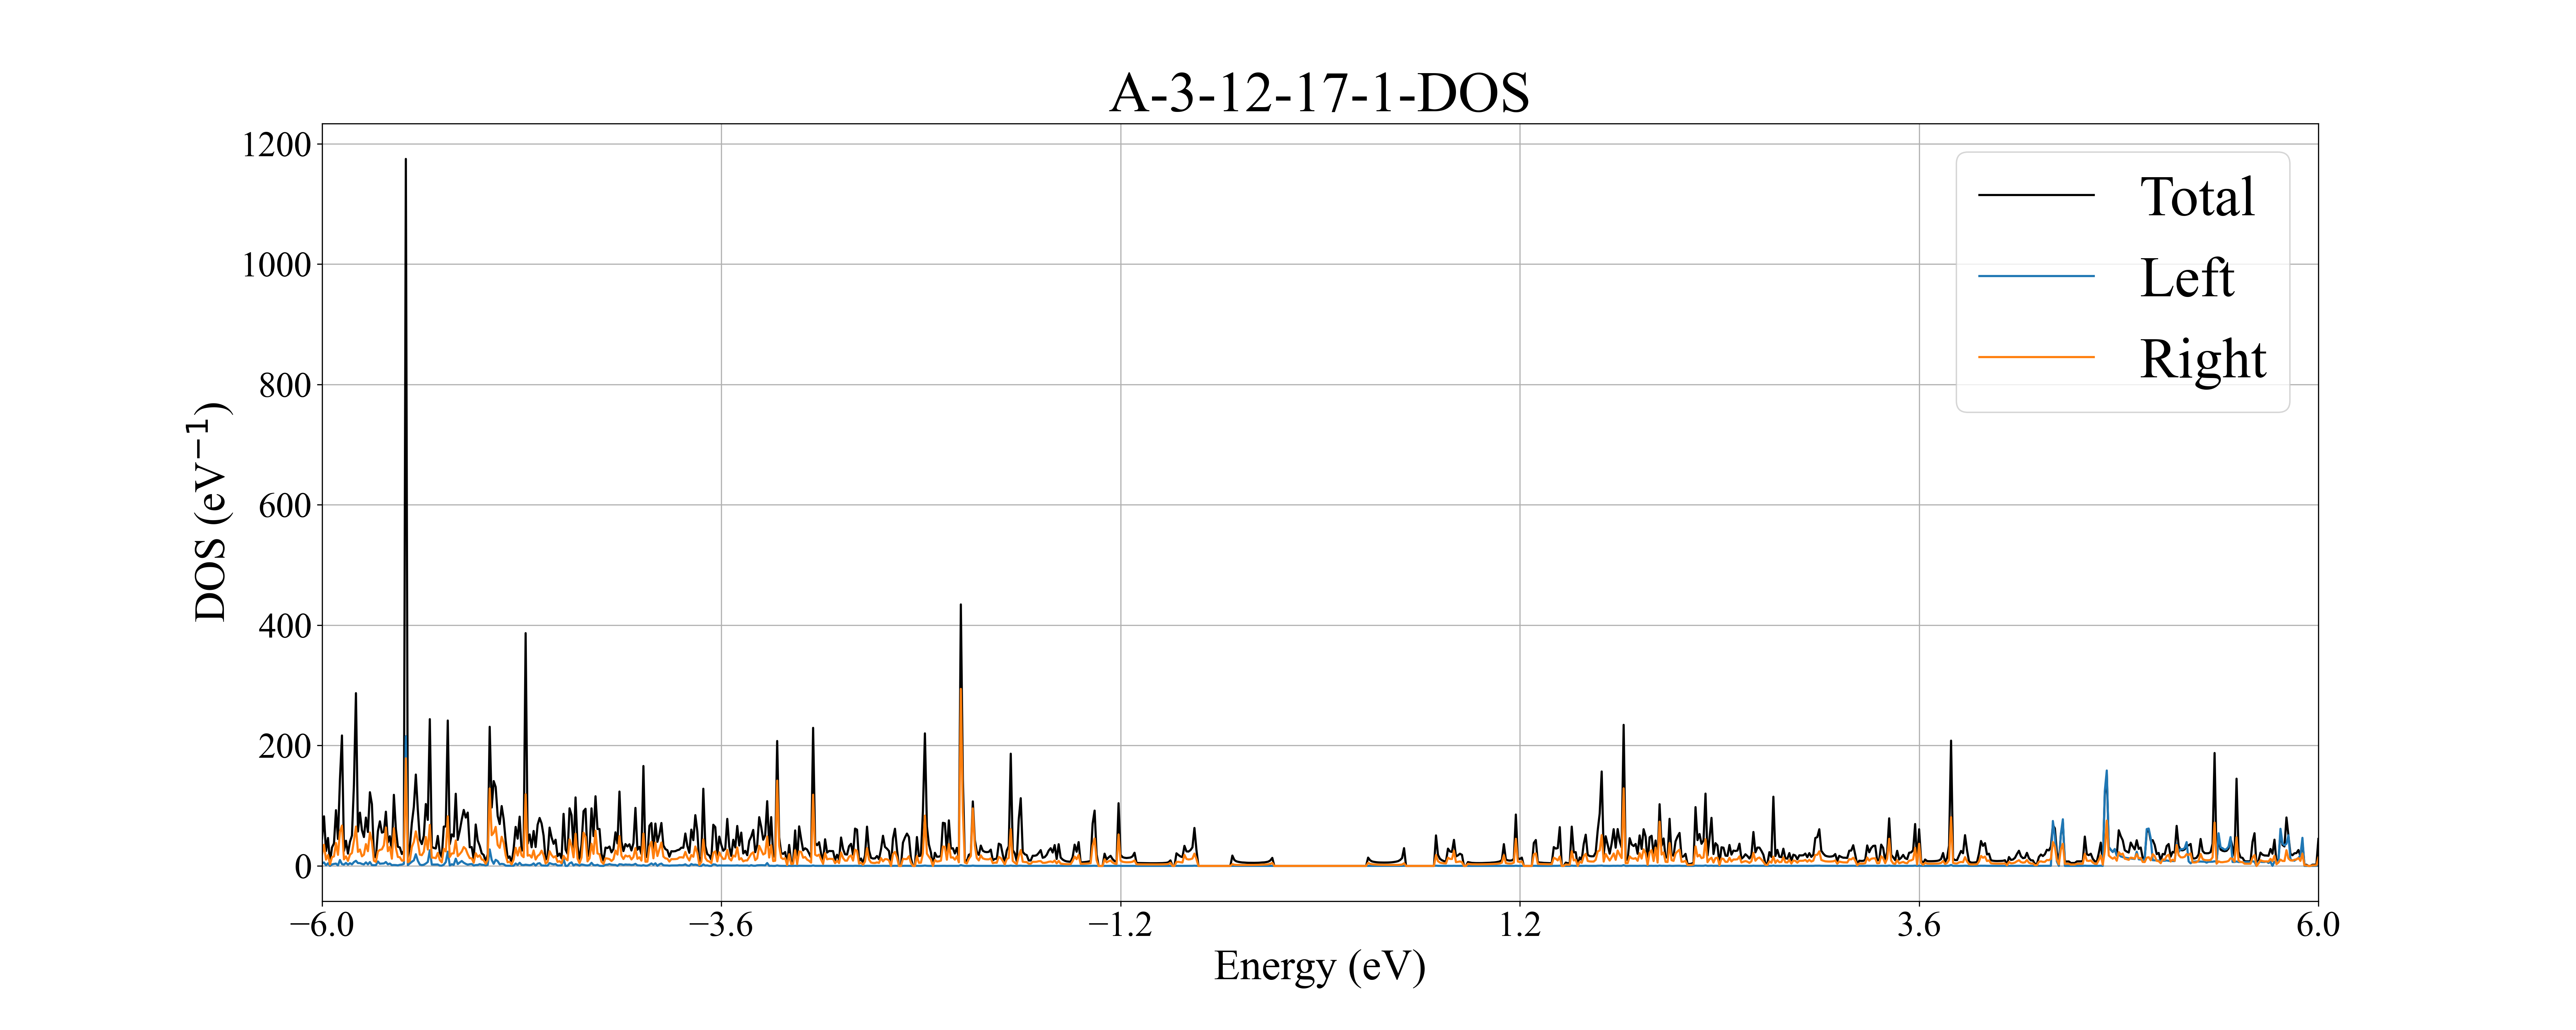 A-3-12-17-1-DOS
1200
1000
800
600
400
200
0
DOS (eV⁻¹)
Total
Left
Right
−6.0
−3.6
−1.2
1.2
3.6
6.0
Energy (eV)